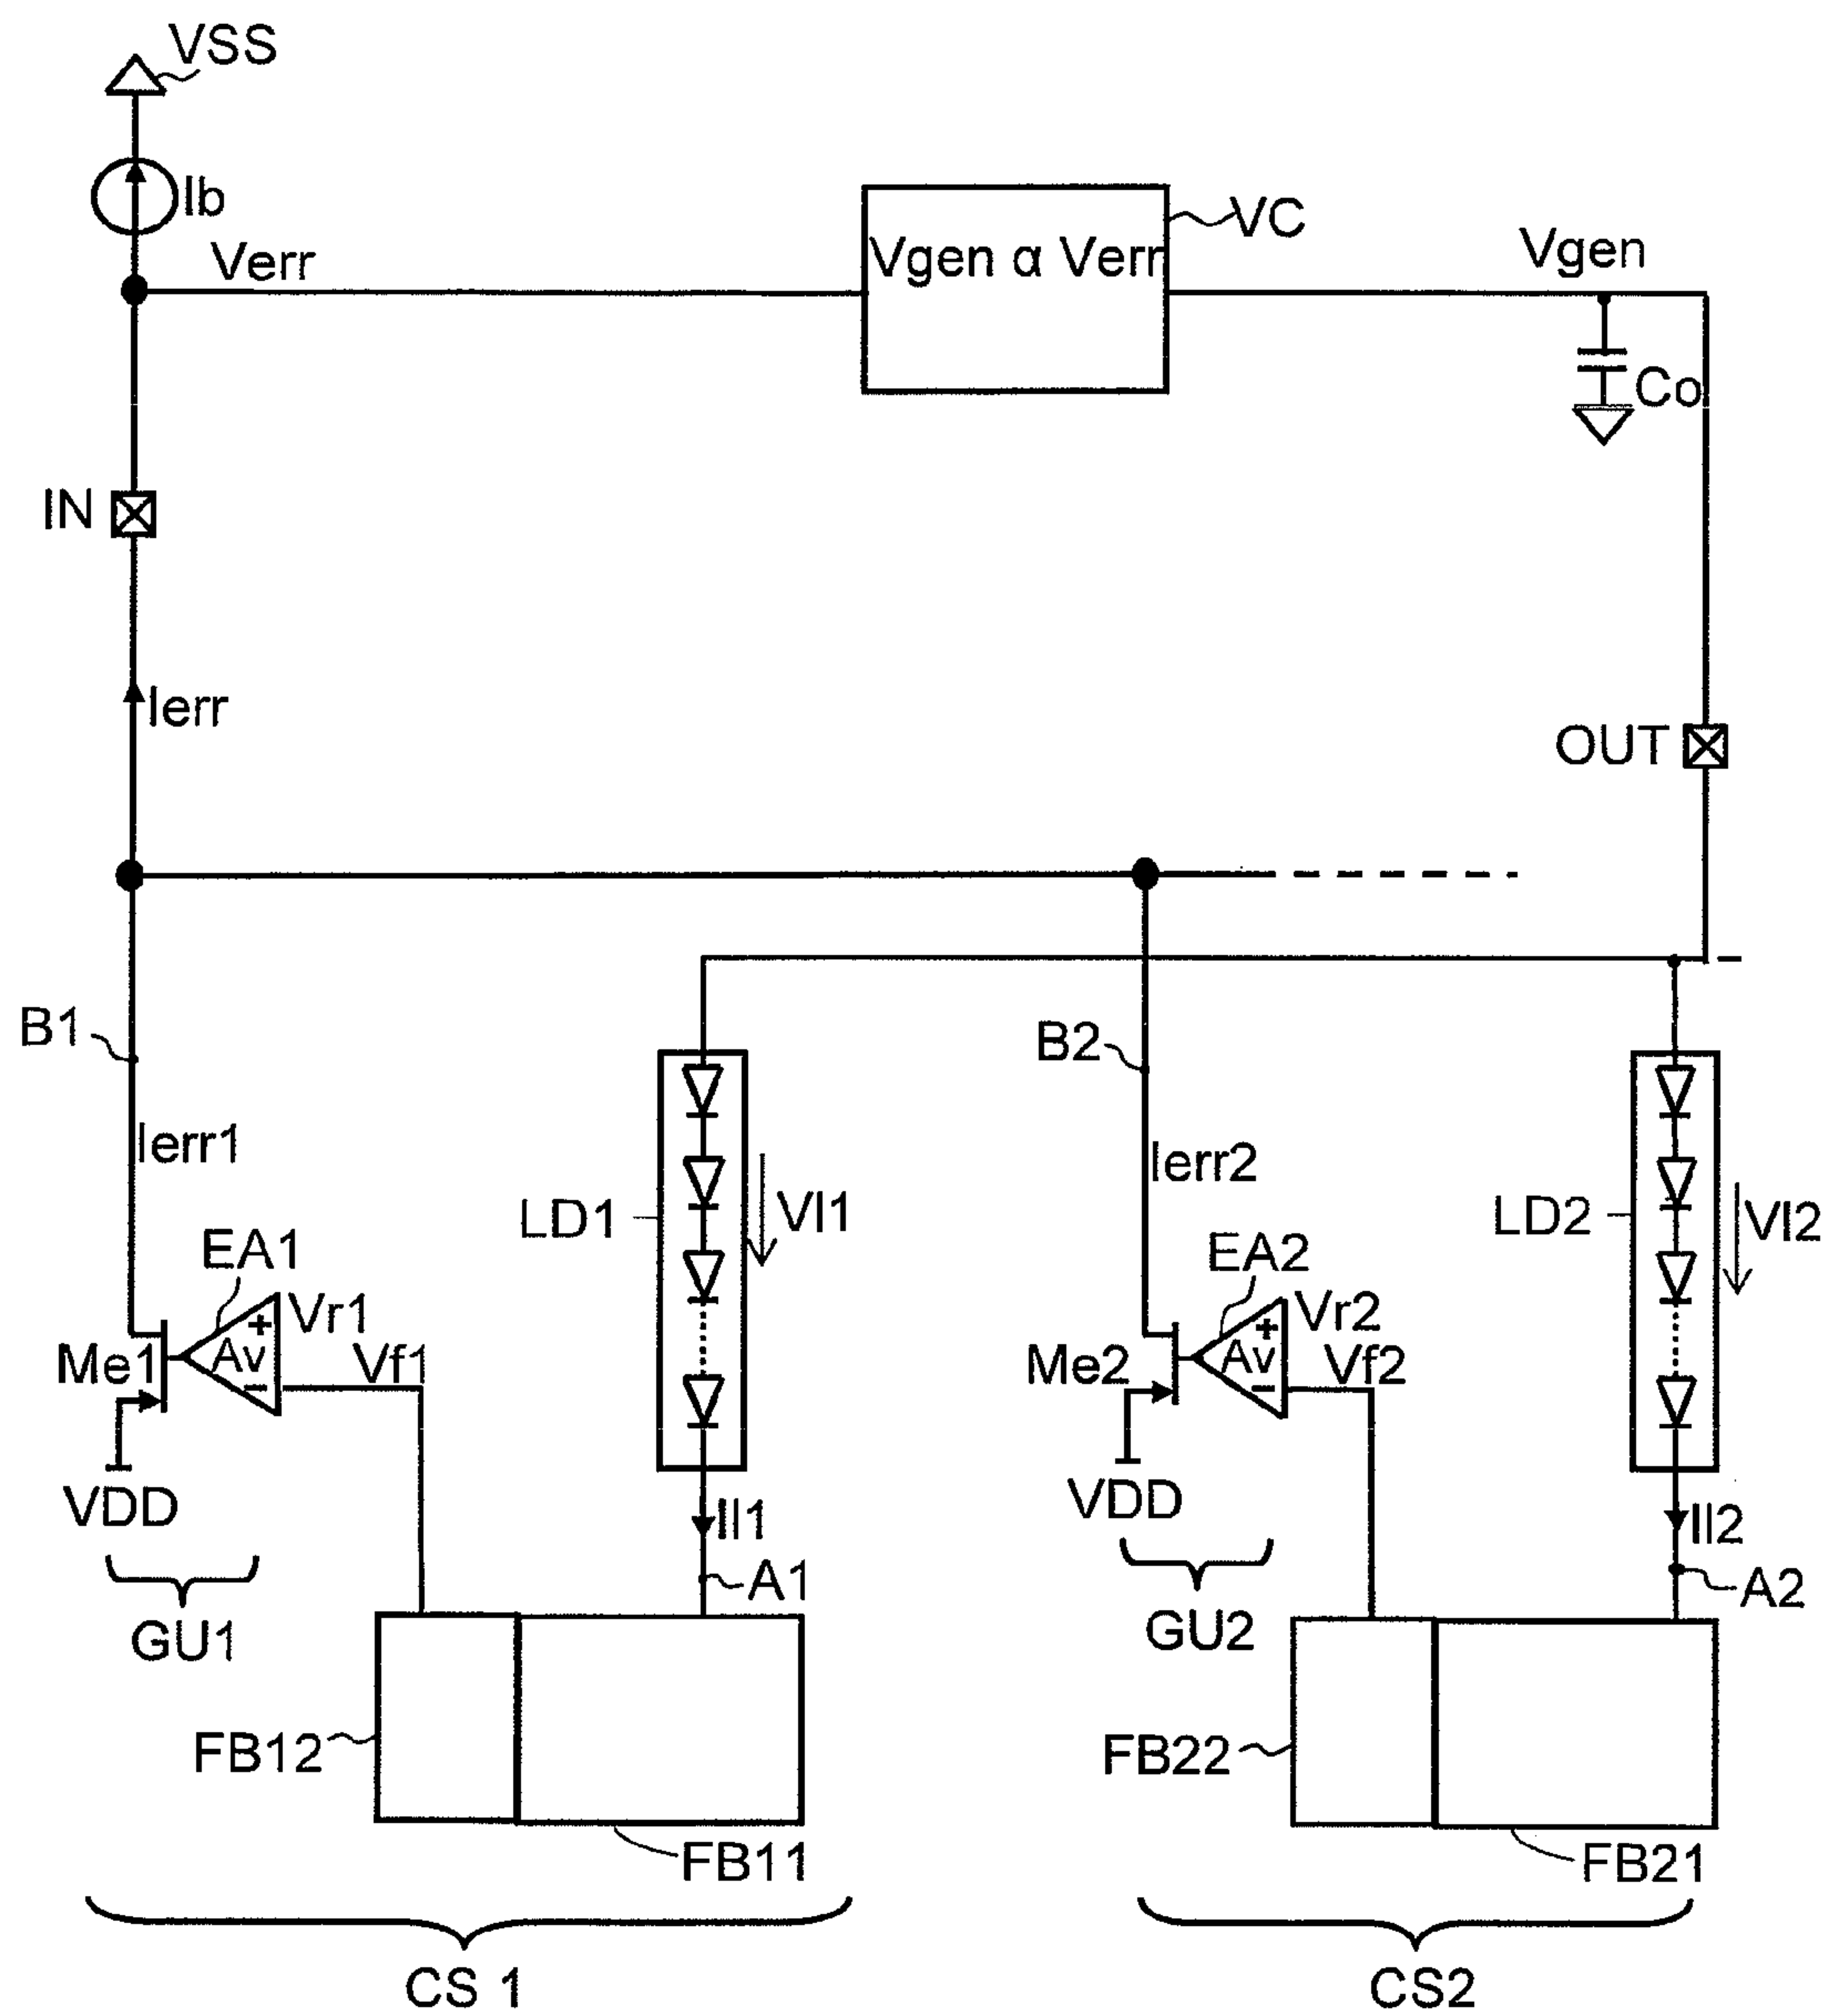 VSS
Ib
Verr
Vgen α Verr
VC
Vgen
Co
IN
Ierr
OUT
B1
B2
Ierr1
Ierr2
LD1
Vl1
LD2
Vl2
EA1
EA2
Vr1
Vr2
+
Av
−
+
Av
−
Me1
Vf1
Me2
Vf2
VDD
VDD
Il1
Il2
A1
A2
GU1
GU2
FB12
FB22
FB11
FB21
CS 1
CS2